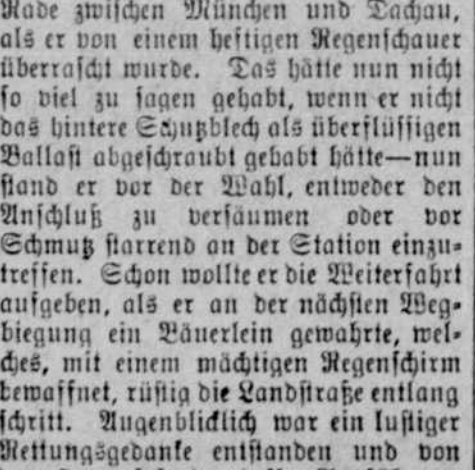 Rade zwischen München und Dachau,
als er von einem heftigen Regenschauer
überrascht wurde. Das hätte nun nicht
so viel zu sagen gehabt, wenn er nicht
das hintere Schutzblech als überflüssigen
Ballast abgeschraubt gehabt hätte—nun
stand er vor der Wahl, entweder den
Anschluß zu versäumen oder vor
Schmutz starrend an der Station einzu-
treffen. Schon wollte er die Weiterfahrt
aufgeben, als er an der nächsten Weg-
biegung ein Bäuerlein gewahrte, wel-
ches, mit einem mächtigen Regenschirm
bewaffnet, rüstig die Landstraße entlang
schritt. Augenblicklich war ein lustiger
Rettungsgedanke entstanden und von